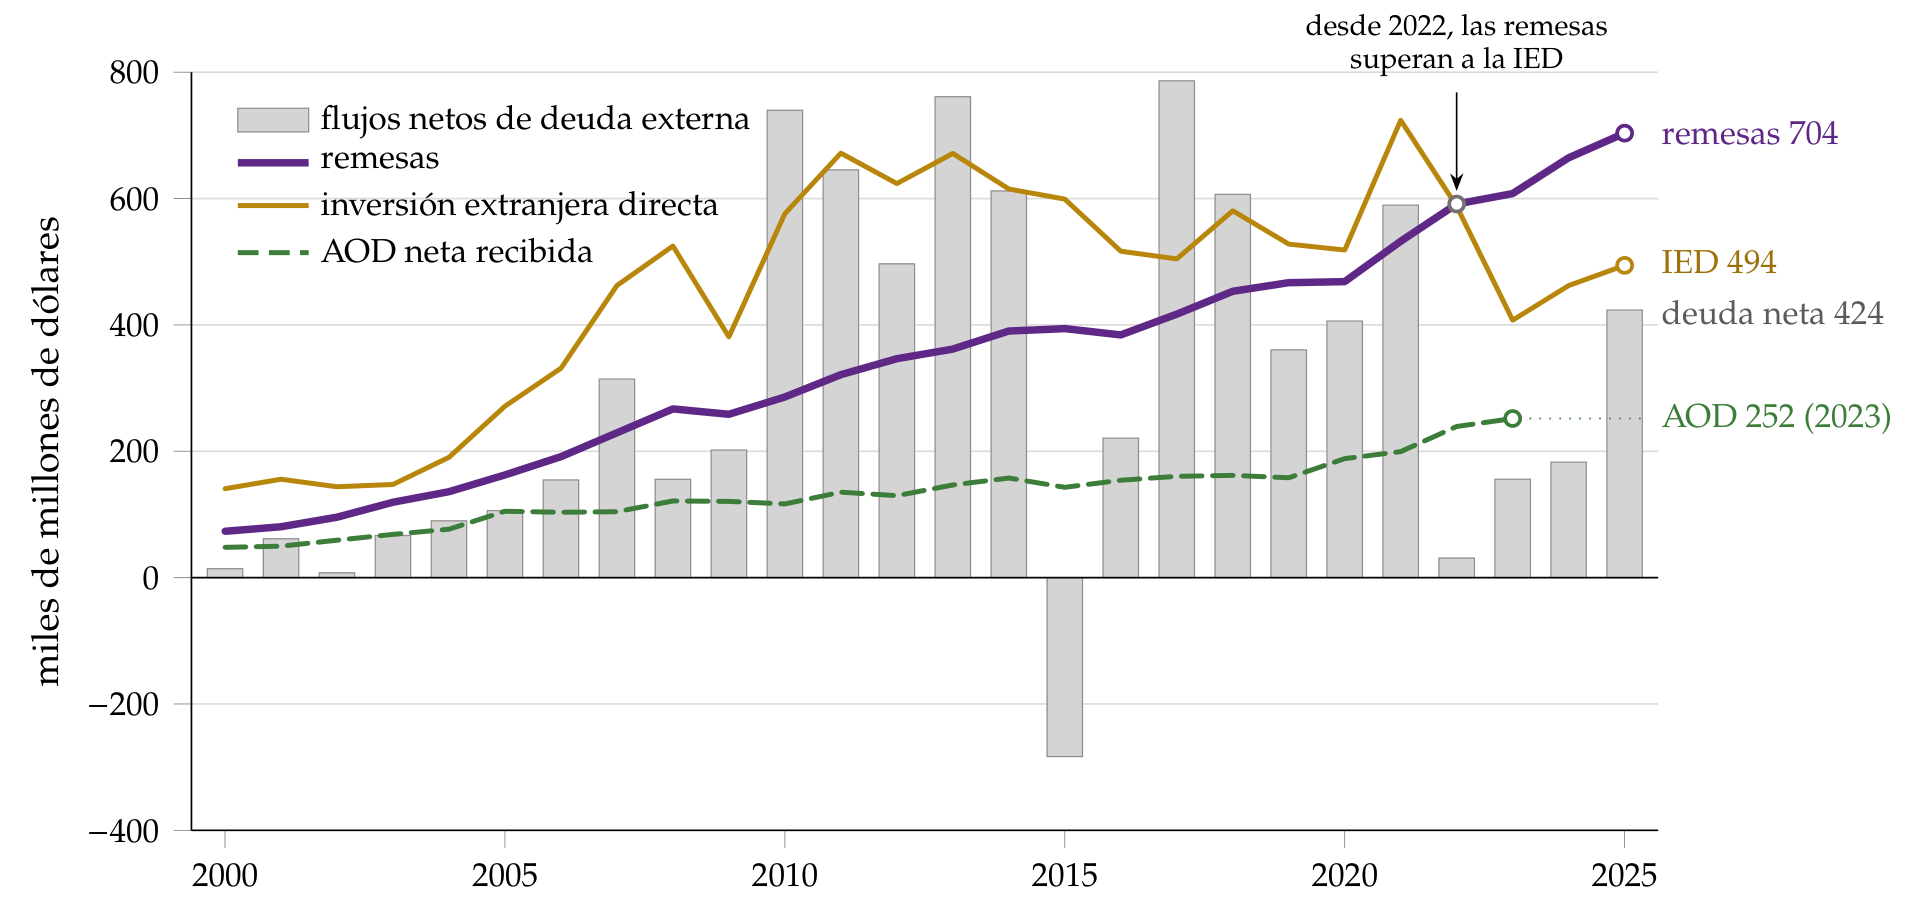 desde 2022, las remesas
superan a la IED
800
600
400
200
0
−200
−400
miles de millones de dólares
flujos netos de deuda externa
remesas
inversión extranjera directa
AOD neta recibida
remesas 704
IED 494
deuda neta 424
AOD 252 (2023)
2000 2005 2010 2015 2020 2025